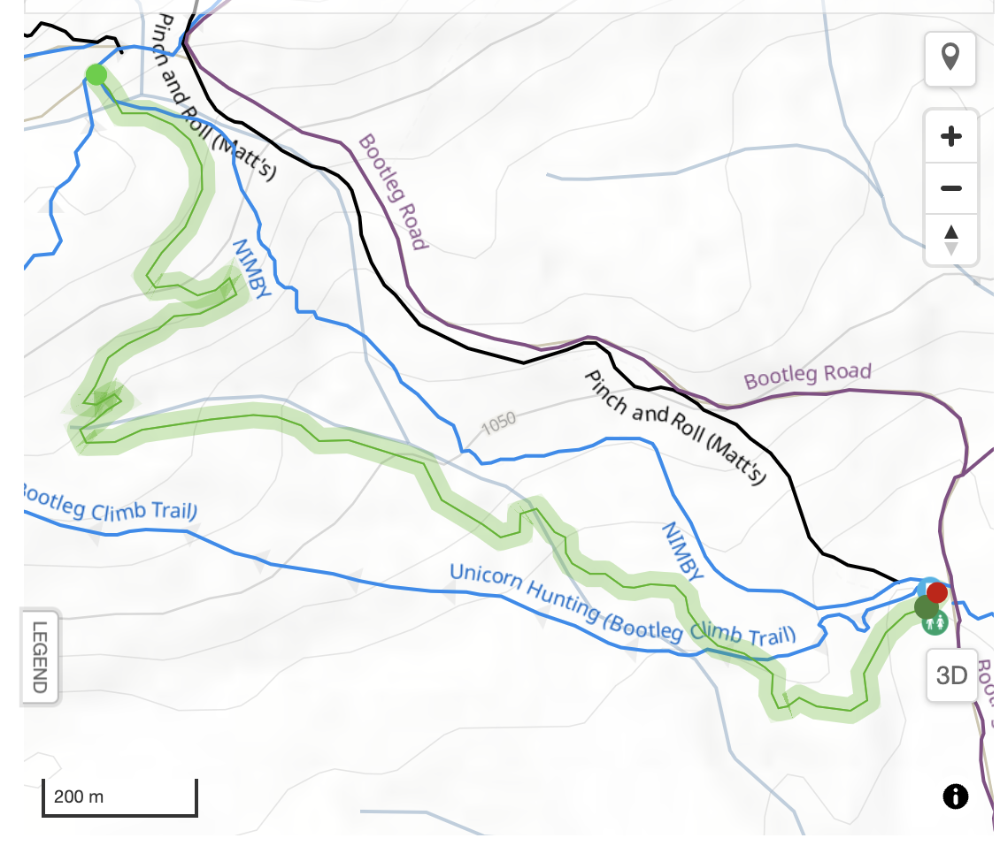 Pinch and Roll (Matt's)
Bootleg Road
NIMBY
Bootleg Road
Pinch and Roll (Matt's)
1050
Bootleg Climb Trail)
NIMBY
Unicorn Hunting (Bootleg Climb Trail)
LEGEND
3D
200 m